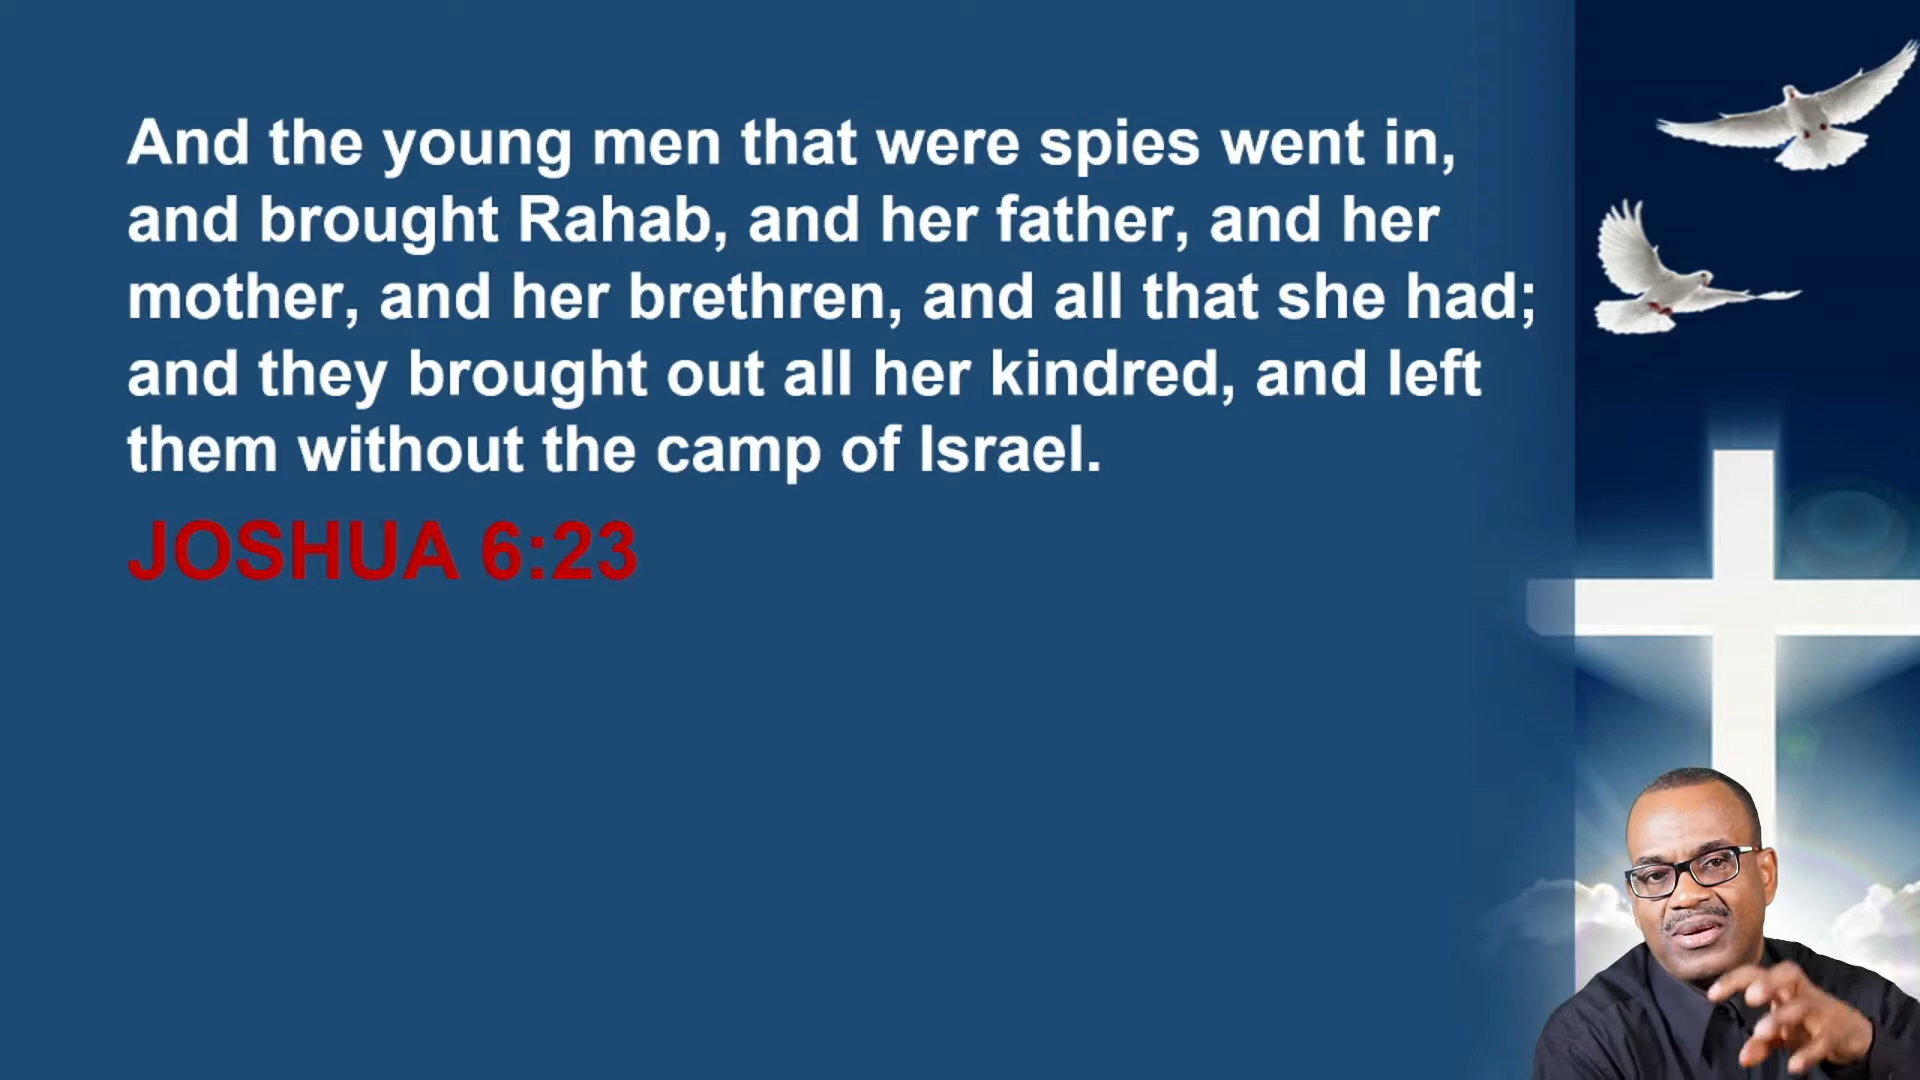 And the young men that were spies went in,
and brought Rahab, and her father, and her
mother, and her brethren, and all that she had;
and they brought out all her kindred, and left
them without the camp of Israel.
JOSHUA 6:23